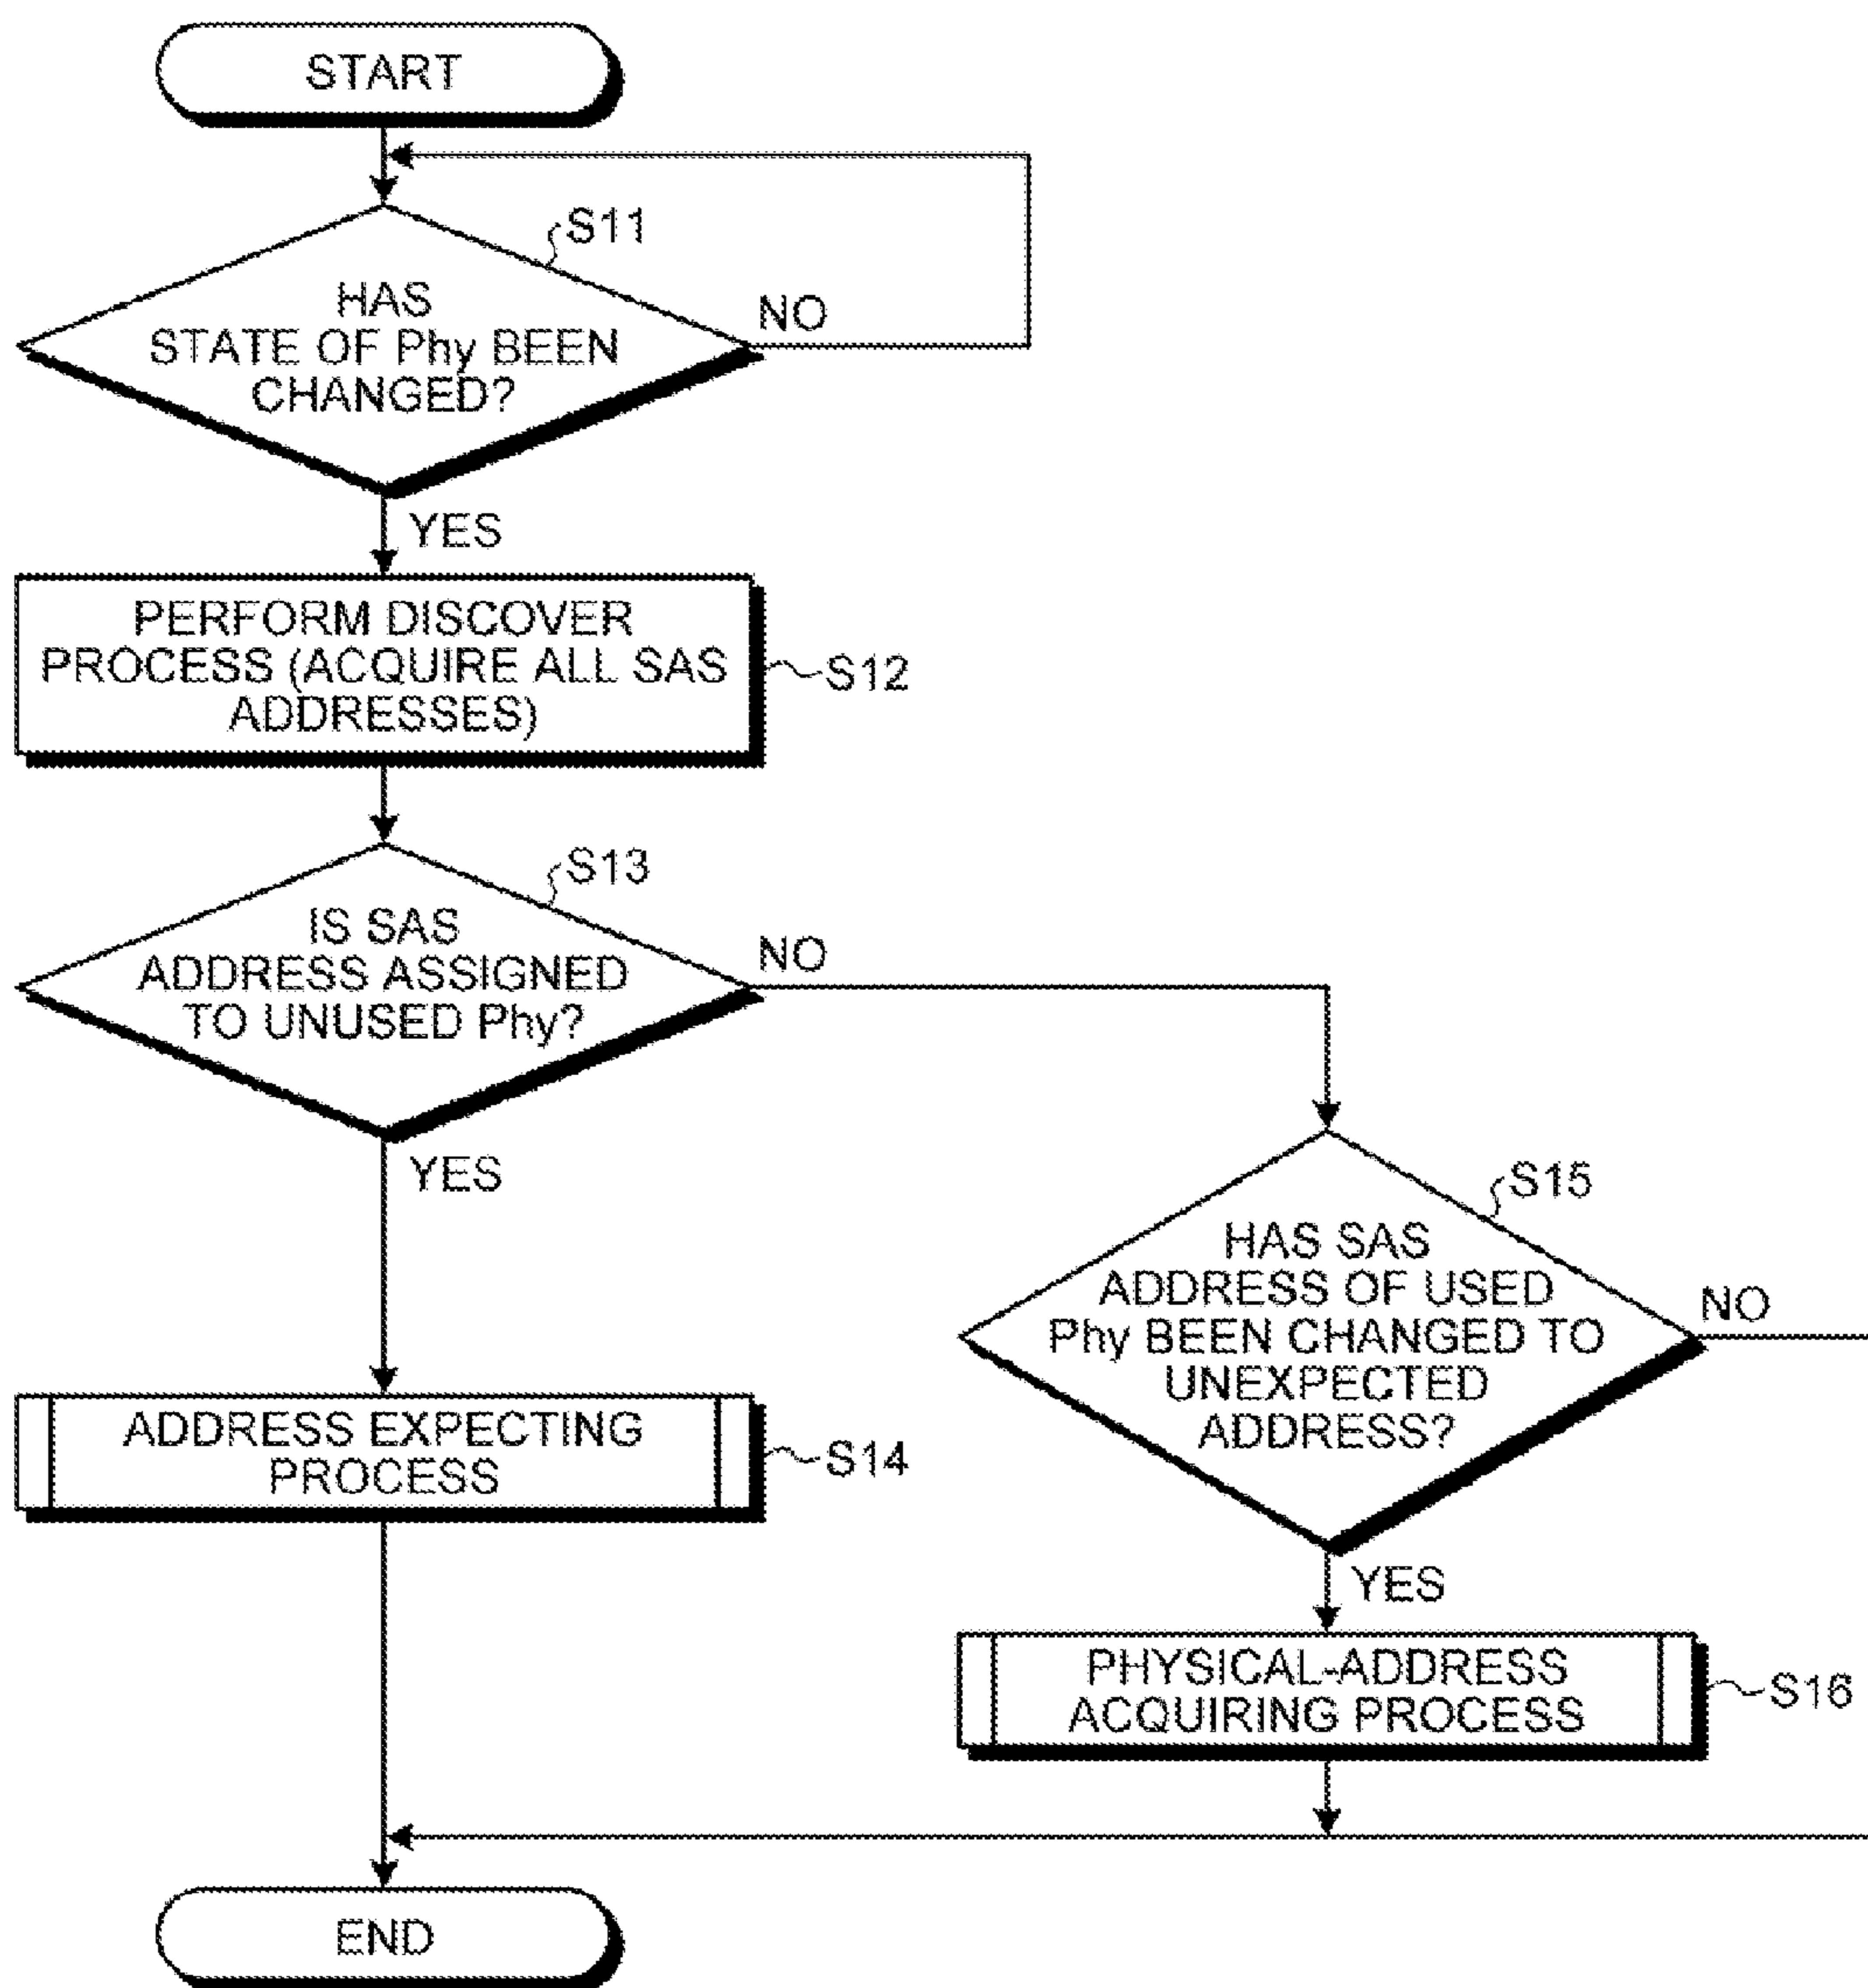 START
S11
HAS
STATE OF Phy BEEN
CHANGED?
NO
YES
PERFORM DISCOVER
PROCESS (ACQUIRE ALL SAS
ADDRESSES)
S12
S13
IS SAS
ADDRESS ASSIGNED
TO UNUSED Phy?
NO
YES
S15
HAS SAS
ADDRESS OF USED
Phy BEEN CHANGED TO
UNEXPECTED
ADDRESS?
NO
ADDRESS EXPECTING
PROCESS
S14
YES
PHYSICAL-ADDRESS
ACQUIRING PROCESS
S16
END